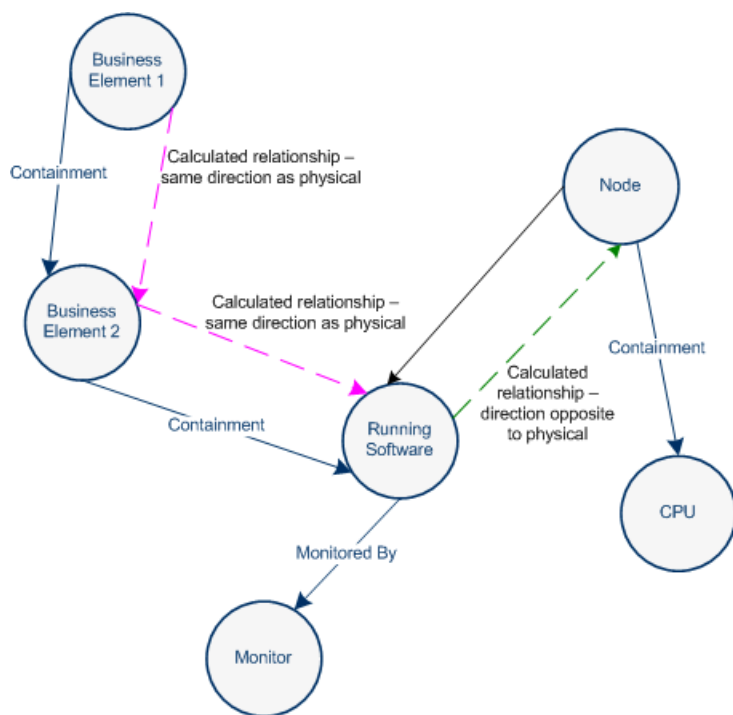 Business
Element 1
Calculated relationship –
same direction as physical
Containment
Node
Business
Element 2
Calculated relationship –
same direction as physical
Containment
Calculated
relationship –
direction opposite
to physical
Containment
Running
Software
CPU
Monitored By
Monitor